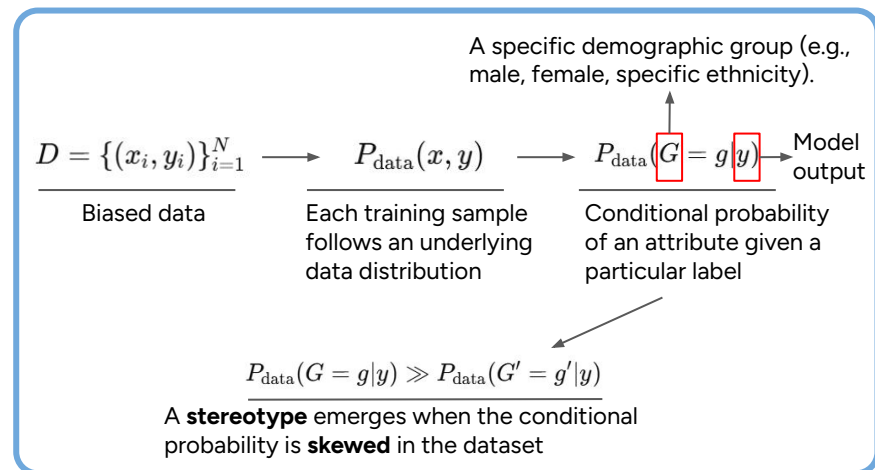 A specific demographic group (e.g.,
male, female, specific ethnicity).
D = {(x_i, y_i)}_{i=1}^N
P_data(x, y)
P_data(G = g|y)
Model
output
Biased data
Each training sample
follows an underlying
data distribution
Conditional probability
of an attribute given a
particular label
P_data(G = g|y) ≫ P_data(G′ = g′|y)
A stereotype emerges when the conditional
probability is skewed in the dataset